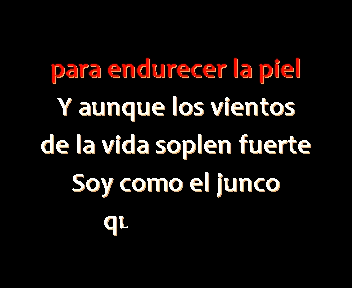 para endurecer la piel
Y aunque los vientos
de la vida soplen fuerte
Soy como el junco